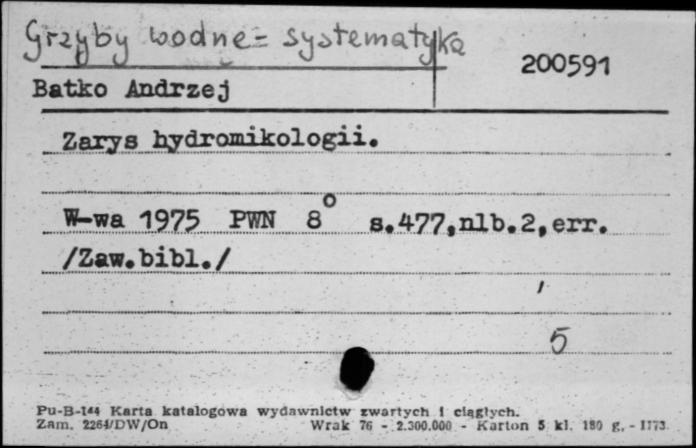 Grzyby wodne = systematyka
200591
Batko Andrzej
Zarys hydromikologii.
W-wa 1975 PWN 8° s.477,nlb.2,err.
/Zaw.bibl./
5
Pu-B-144 Karta katalogowa wydawnictw zwartych i ciągłych.
Zam. 2264/DW/On Wrak 76 - 2.300.000 - Karton 5 kl. 180 g. - 1173.